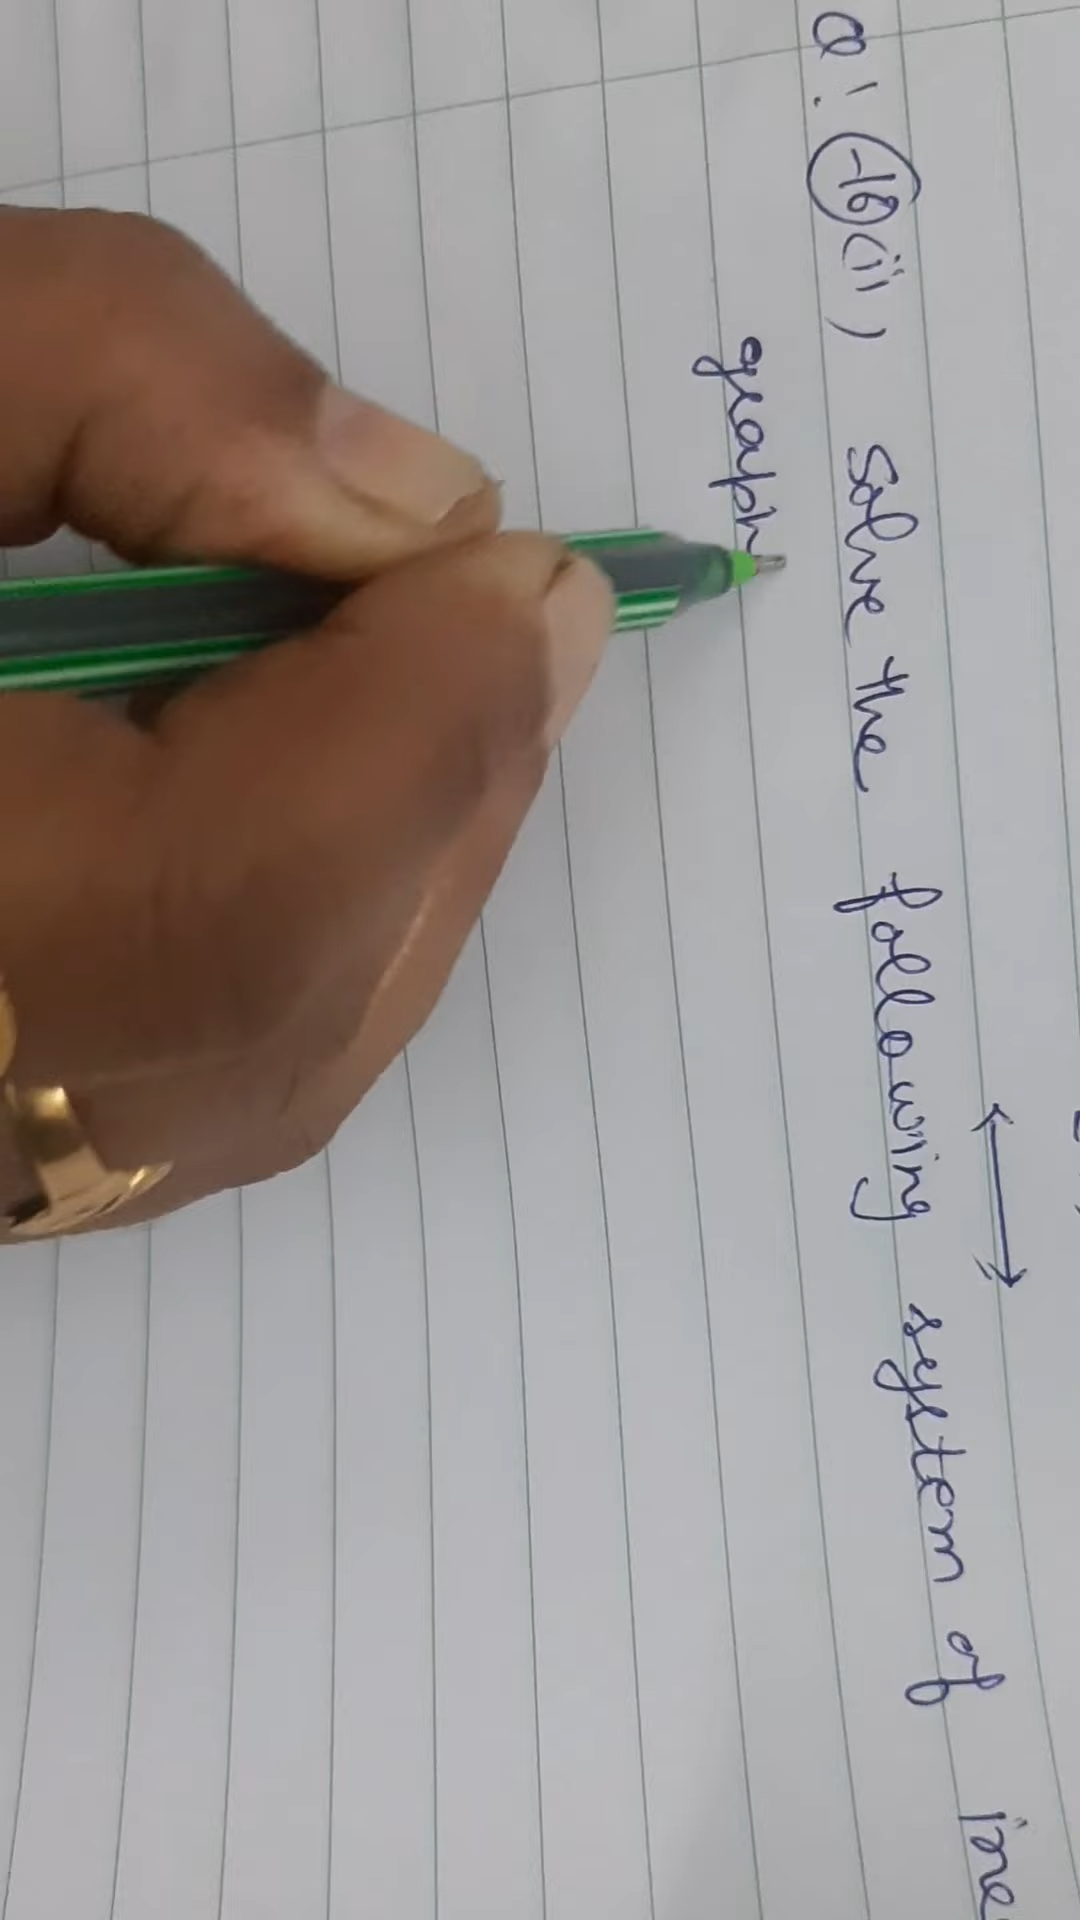 Q:-16(ii) Solve the following system of ine
graph